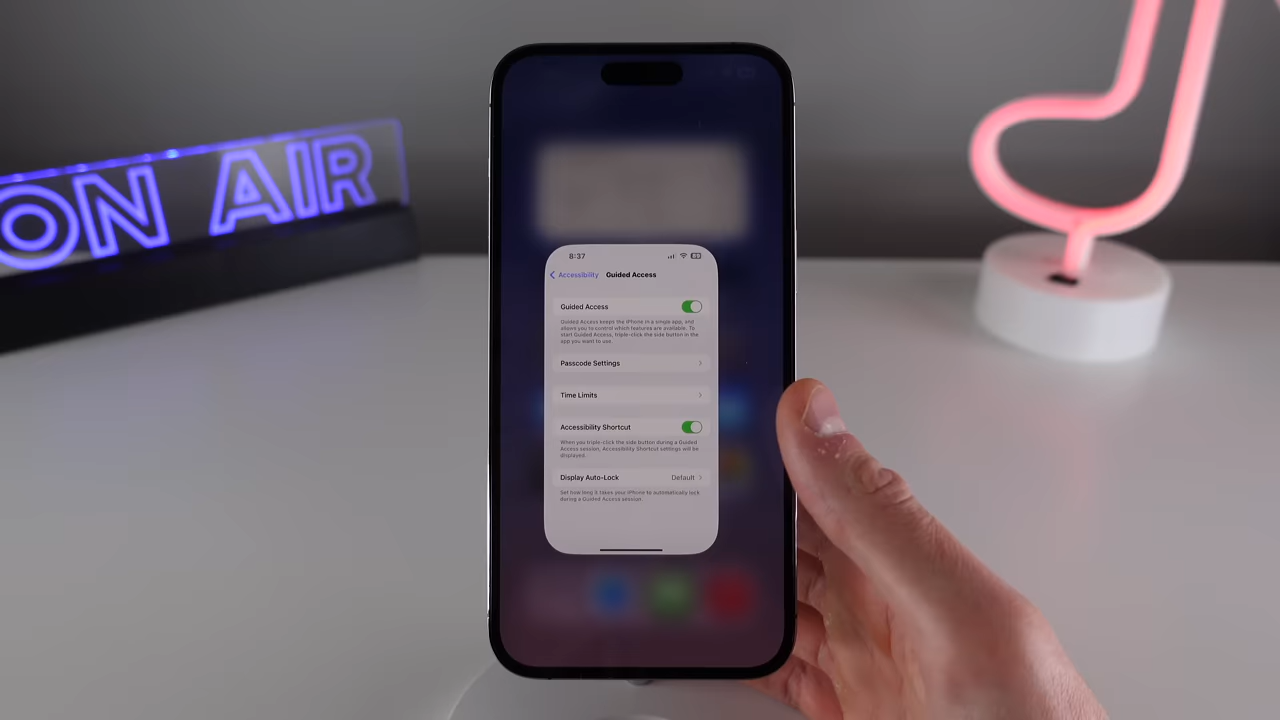 ON AIR
8:37
Accessibility
Guided Access
Guided Access
Guided Access keeps the iPhone in a single app, and
allows you to control which features are available. To
start Guided Access, triple-click the side button in the
app you want to use.
Passcode Settings
Time Limits
Accessibility Shortcut
When you triple-click the side button during a Guided
Access session, Accessibility Shortcut settings will be
displayed.
Display Auto-Lock
Default
Set how long it takes your iPhone to automatically lock
during a Guided Access session.